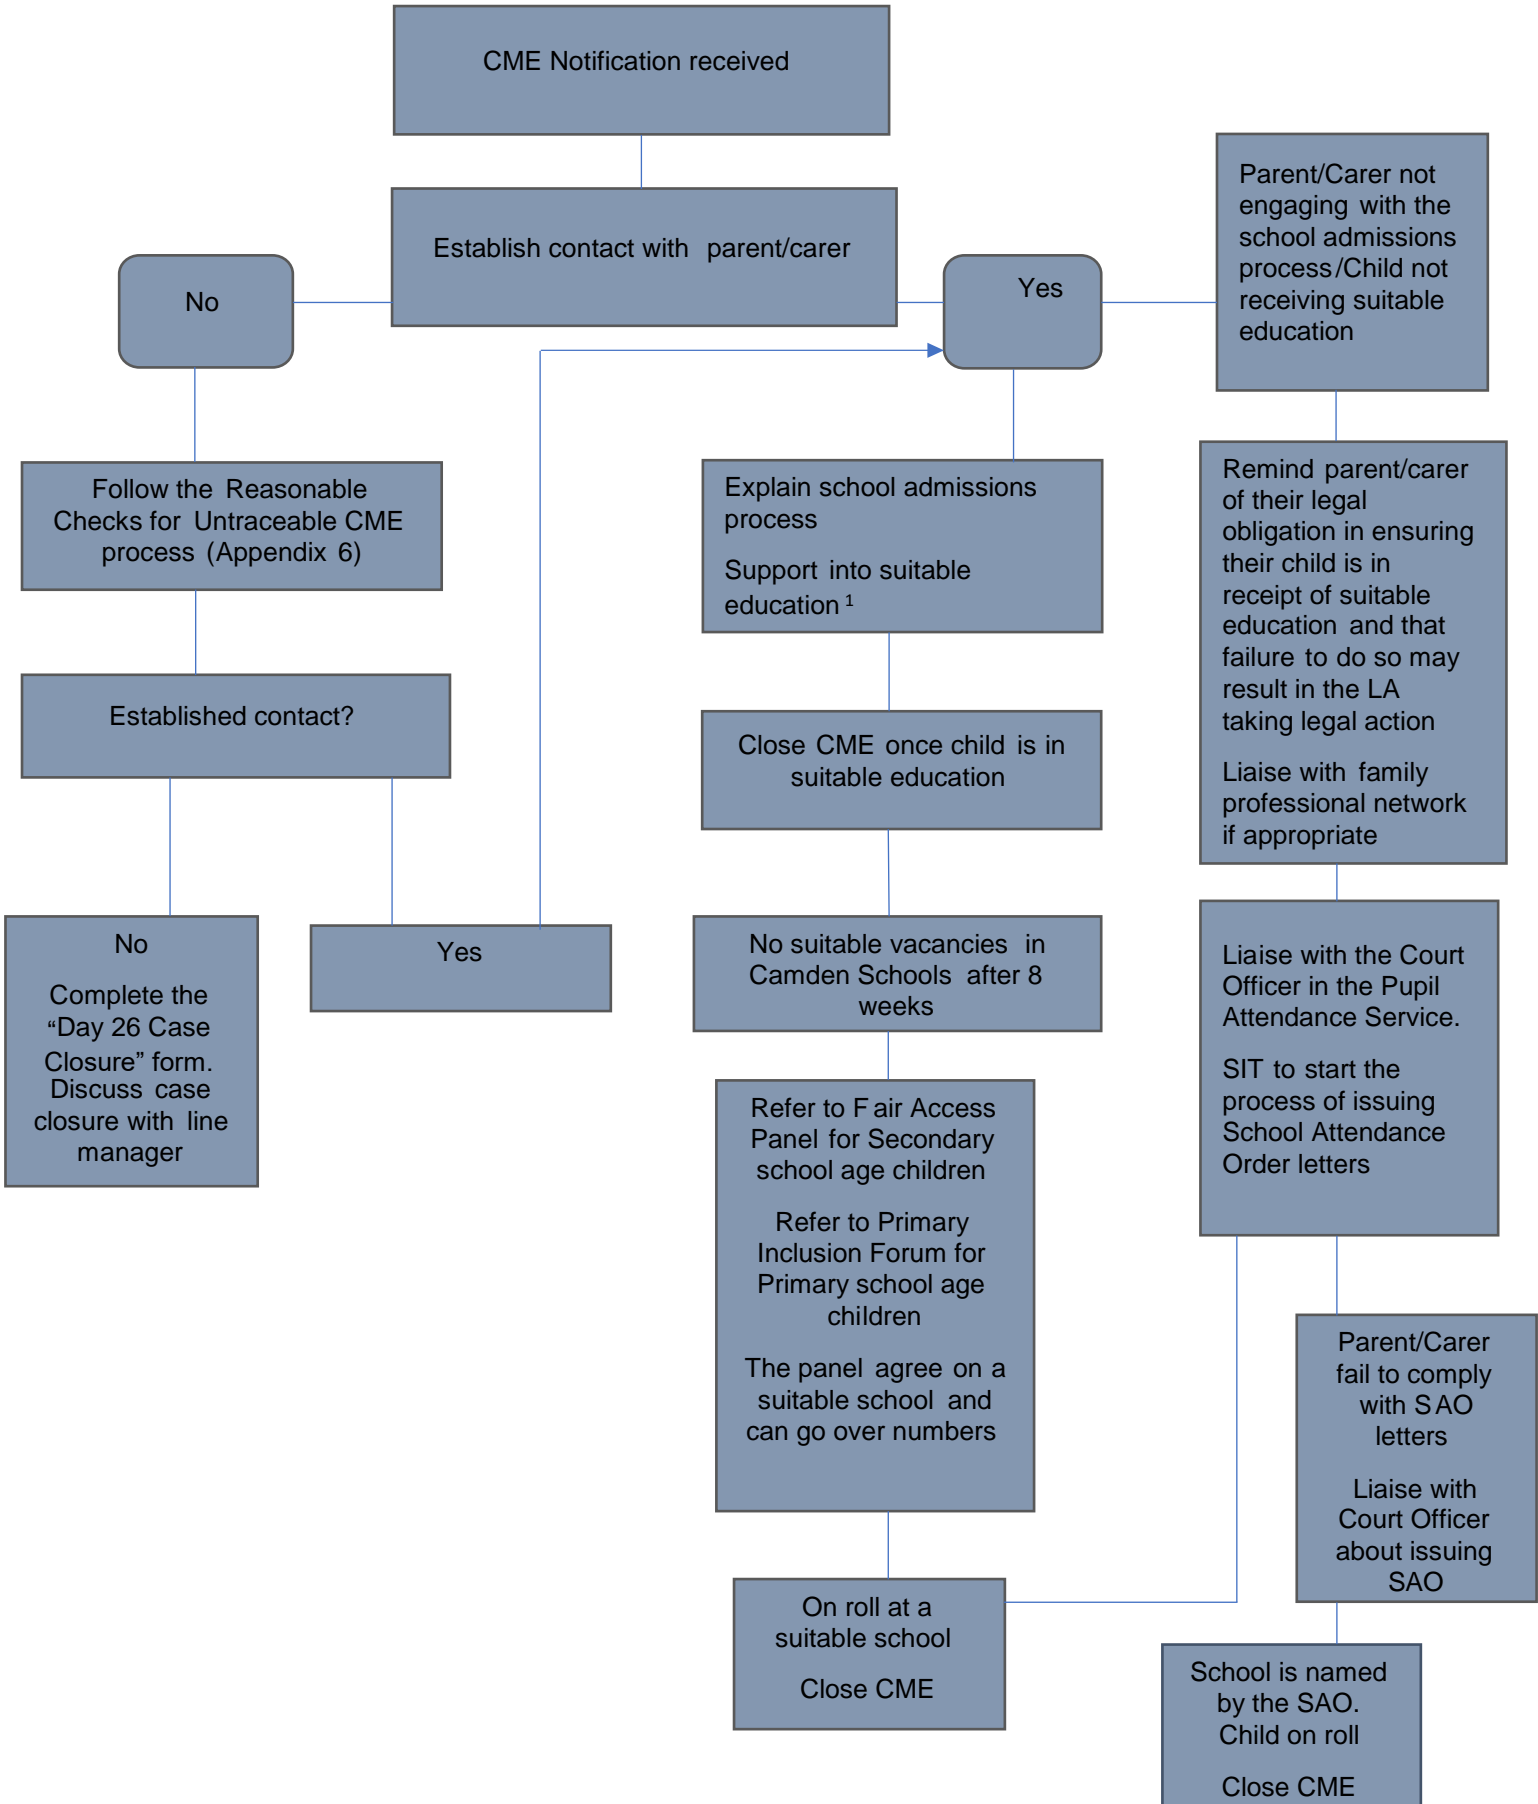 CME Notification received
Establish contact with parent/carer
No
Yes
Parent/Carer not
engaging with the
school admissions
process/Child not
receiving suitable
education
Follow the Reasonable
Checks for Untraceable CME
process (Appendix 6)
Explain school admissions
process
Support into suitable
education 1
Remind parent/carer
of their legal
obligation in ensuring
their child is in
receipt of suitable
education and that
failure to do so may
result in the LA
taking legal action
Liaise with family
professional network
if appropriate
Established contact?
Close CME once child is in
suitable education
No
Complete the
“Day 26 Case
Closure” form.
Discuss case
closure with line
manager
Yes
No suitable vacancies in
Camden Schools after 8
weeks
Liaise with the Court
Officer in the Pupil
Attendance Service.
SIT to start the
process of issuing
School Attendance
Order letters
Refer to Fair Access
Panel for Secondary
school age children
Refer to Primary
Inclusion Forum for
Primary school age
children
The panel agree on a
suitable school and
can go over numbers
Parent/Carer
fail to comply
with SAO
letters
Liaise with
Court Officer
about issuing
SAO
On roll at a
suitable school
Close CME
School is named
by the SAO.
Child on roll
Close CME